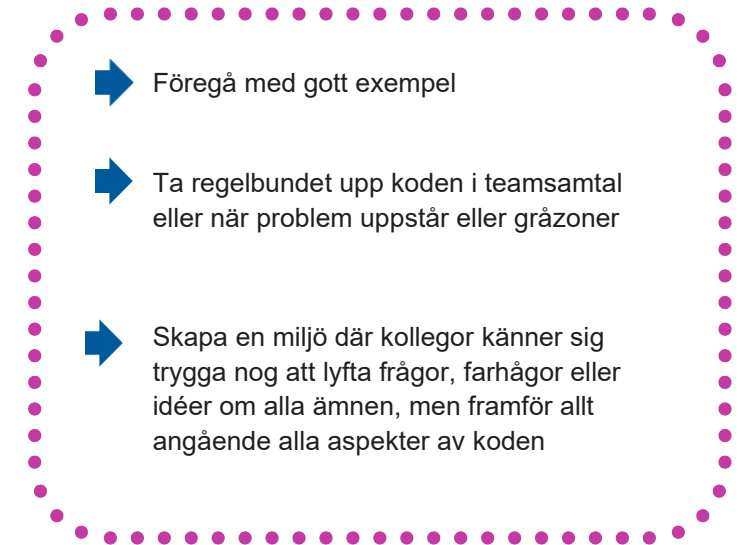 Föregå med gott exempel
Ta regelbundet upp koden i teamsamtal
eller när problem uppstår eller gråzoner
Skapa en miljö där kollegor känner sig
trygga nog att lyfta frågor, farhågor eller
idéer om alla ämnen, men framför allt
angående alla aspekter av koden